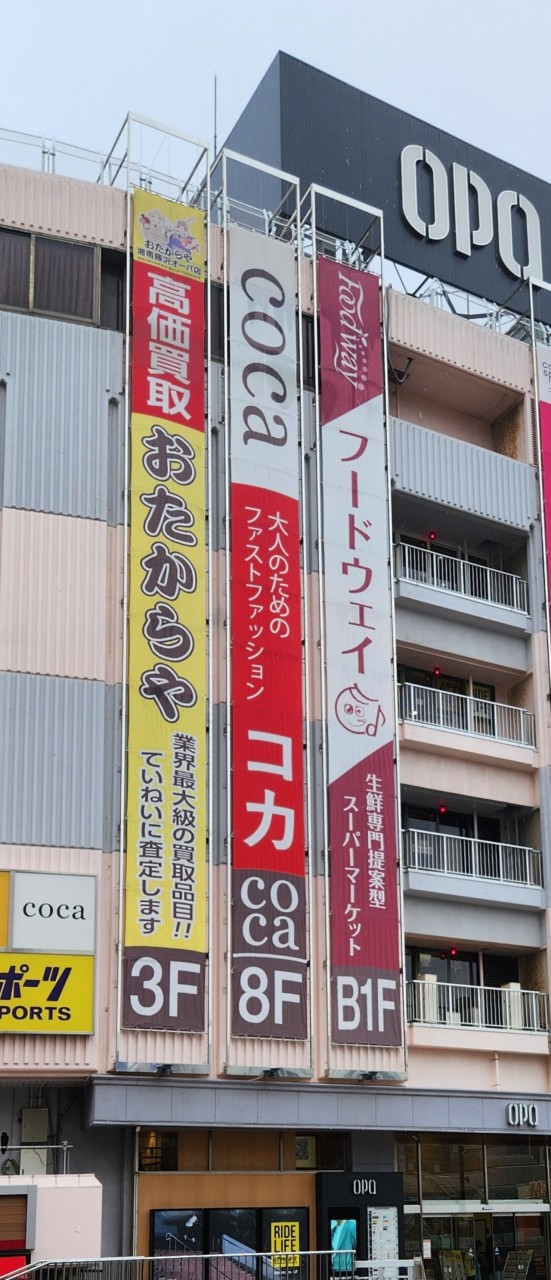 OPA
おたからや
湘南藤沢オーパ店
高価買取
おたからや
業界最大級の買取品目!!
ていねいに査定します
3F
coca
大人のための
ファストファッション
コカ
co
ca
8F
Foodway
フードウェイ
生鮮専門提案型
スーパーマーケット
B1F
coca
ポーツ
PORTS
OPA
OPA
RIDE
LIFE